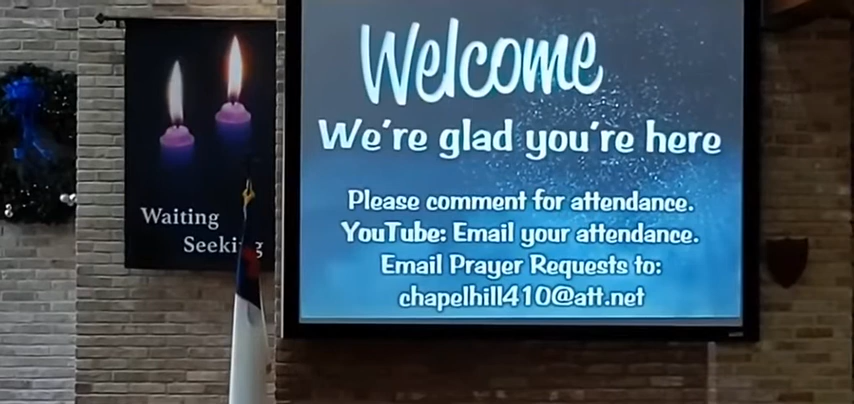 Welcome
We're glad you're here
Please comment for attendance.
YouTube: Email your attendance.
Email Prayer Requests to:
chapelhill410@att.net
Waiting
Seeking